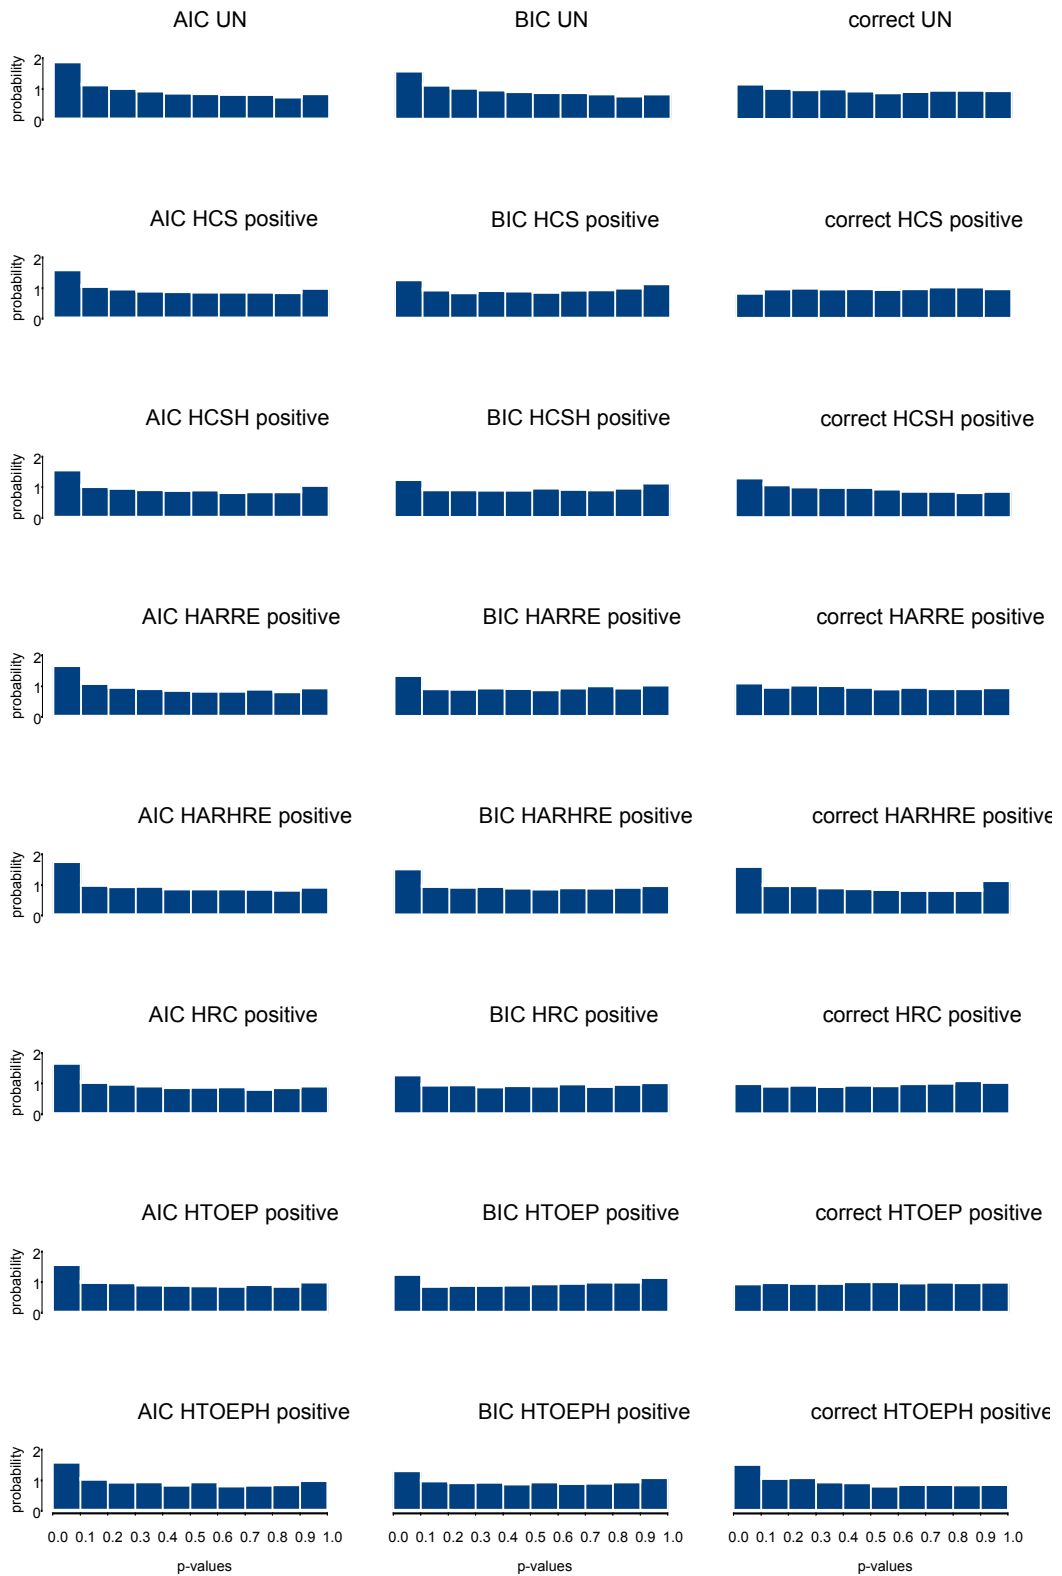 AIC UN
BIC UN
correct UN
probability
2
1
0
AIC HCS positive
BIC HCS positive
correct HCS positive
probability
2
1
0
AIC HCSH positive
BIC HCSH positive
correct HCSH positive
probability
2
1
0
AIC HARRE positive
BIC HARRE positive
correct HARRE positive
probability
2
1
0
AIC HARHRE positive
BIC HARHRE positive
correct HARHRE positive
probability
2
1
0
AIC HRC positive
BIC HRC positive
correct HRC positive
probability
2
1
0
AIC HTOEP positive
BIC HTOEP positive
correct HTOEP positive
probability
2
1
0
AIC HTOEPH positive
BIC HTOEPH positive
correct HTOEPH positive
probability
2
1
0
0.0 0.1 0.2 0.3 0.4 0.5 0.6 0.7 0.8 0.9 1.0
0.0 0.1 0.2 0.3 0.4 0.5 0.6 0.7 0.8 0.9 1.0
0.0 0.1 0.2 0.3 0.4 0.5 0.6 0.7 0.8 0.9 1.0
p-values
p-values
p-values